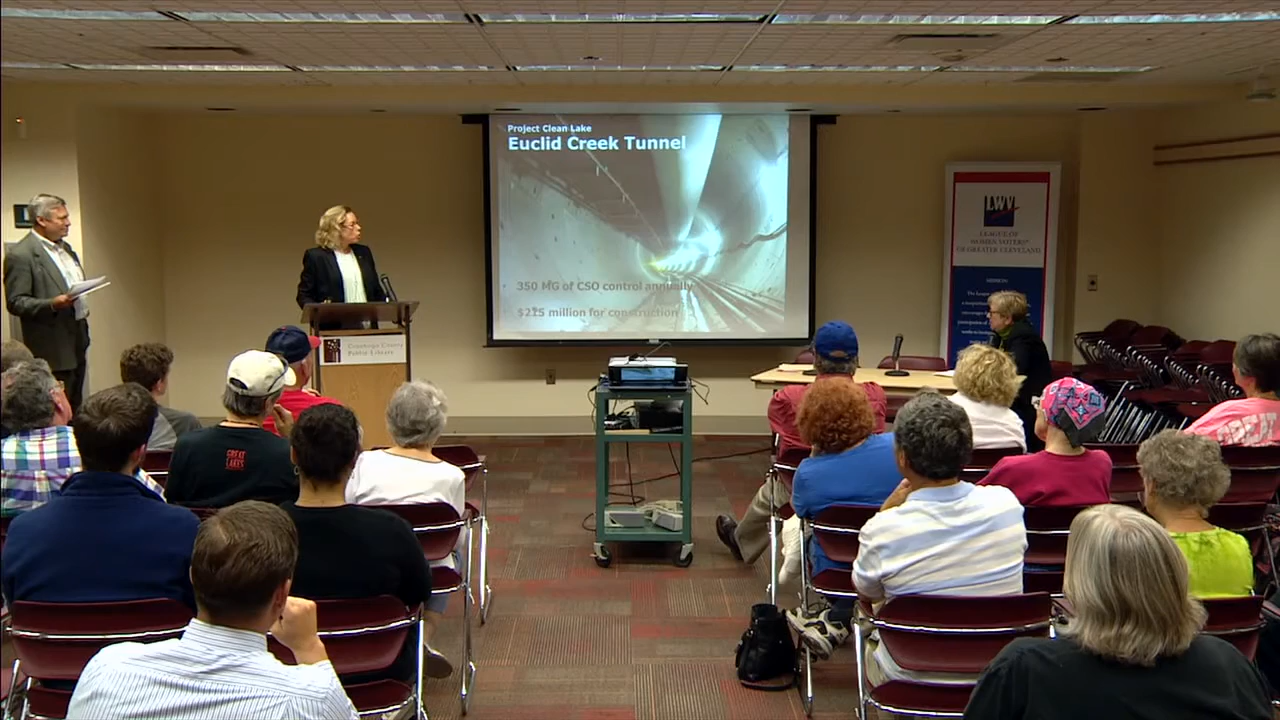 Project Clean Lake
Euclid Creek Tunnel
350 MG of CSO control annually
$225 million for construction
LWV
LEAGUE OF
WOMEN VOTERS®
OF GREATER CLEVELAND
MISSION
Cuyahoga County
Public Library
GREAT
LAKES